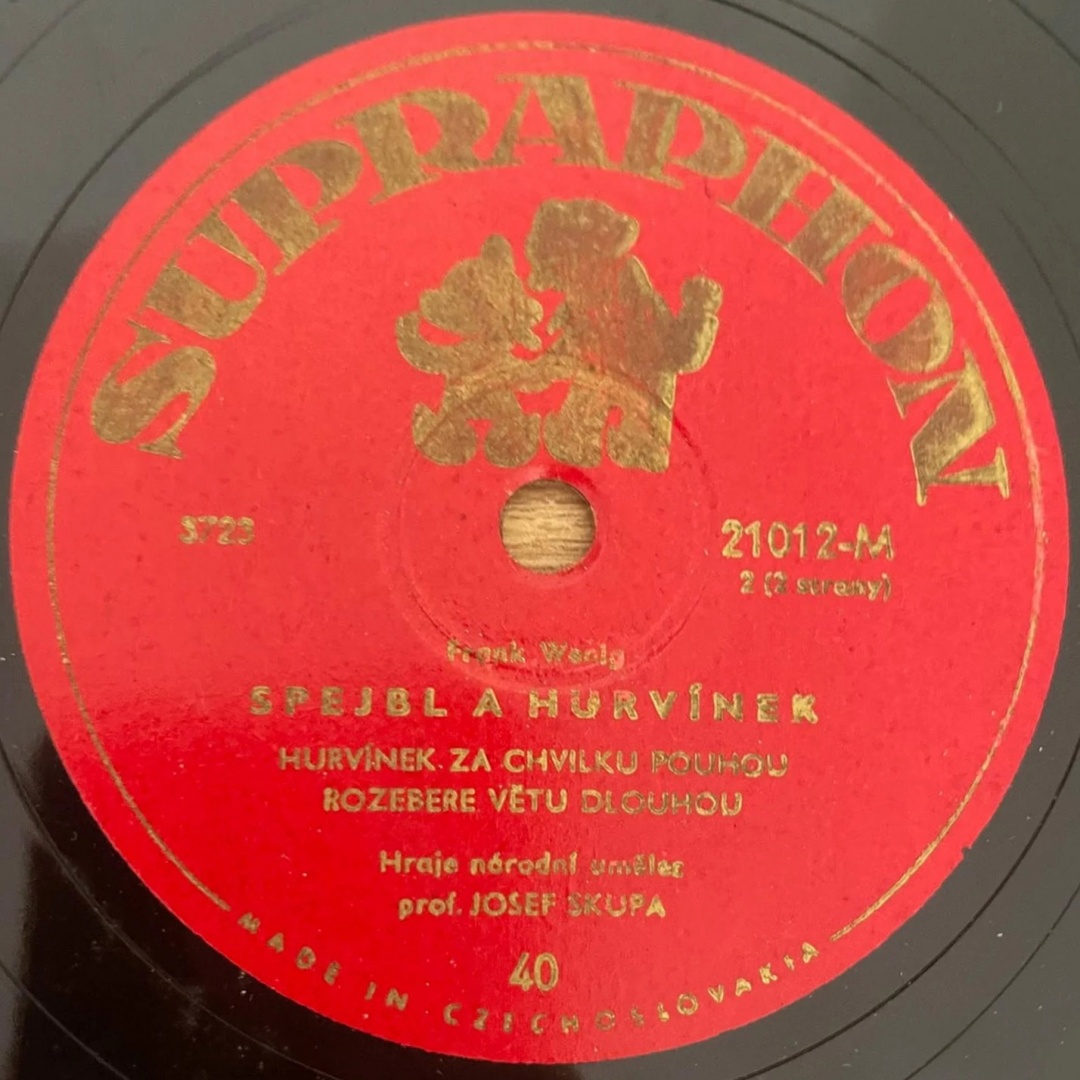 SUPRAPHON
3723
21012-M
2 (2 strany)
Frank Wenig
SPEJBL A HURVÍNEK
HURVÍNEK ZA CHVILKU POUHOU
ROZEBERE VĚTU DLOUHOU
Hraje národní umělec
prof. JOSEF SKUPA
40
MADE IN CZECHOSLOVAKIA